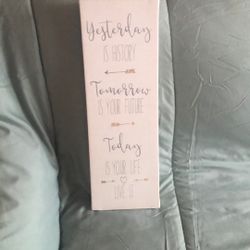 Yesterday
IS HISTORY
Tomorrow
IS YOUR FUTURE
Today
IS YOUR LIFE
LIVE IT